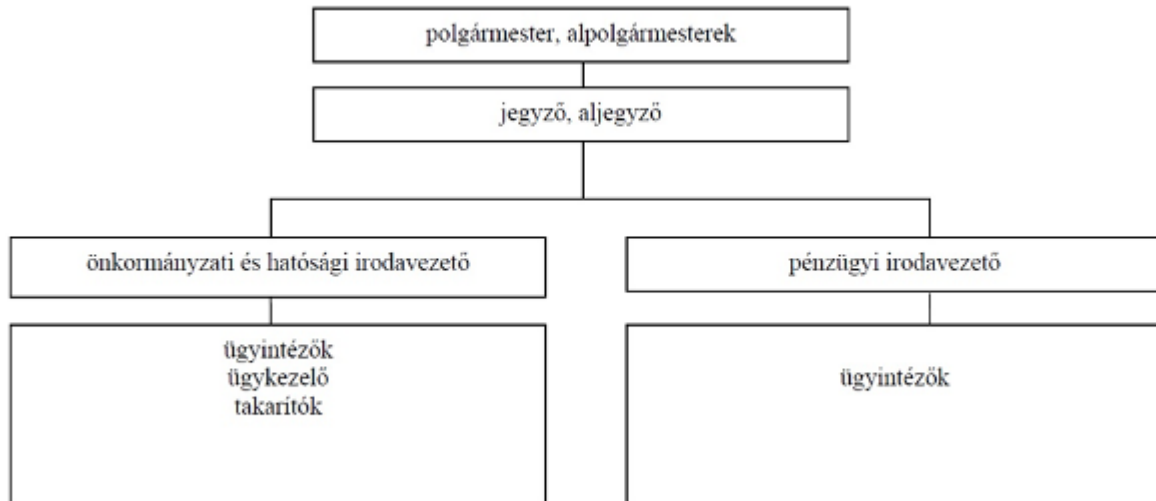 polgármester, alpolgármesterek
jegyző, aljegyző
önkormányzati és hatósági irodavezető
pénzügyi irodavezető
ügyintézők
ügykezelő
takarítók
ügyintézők